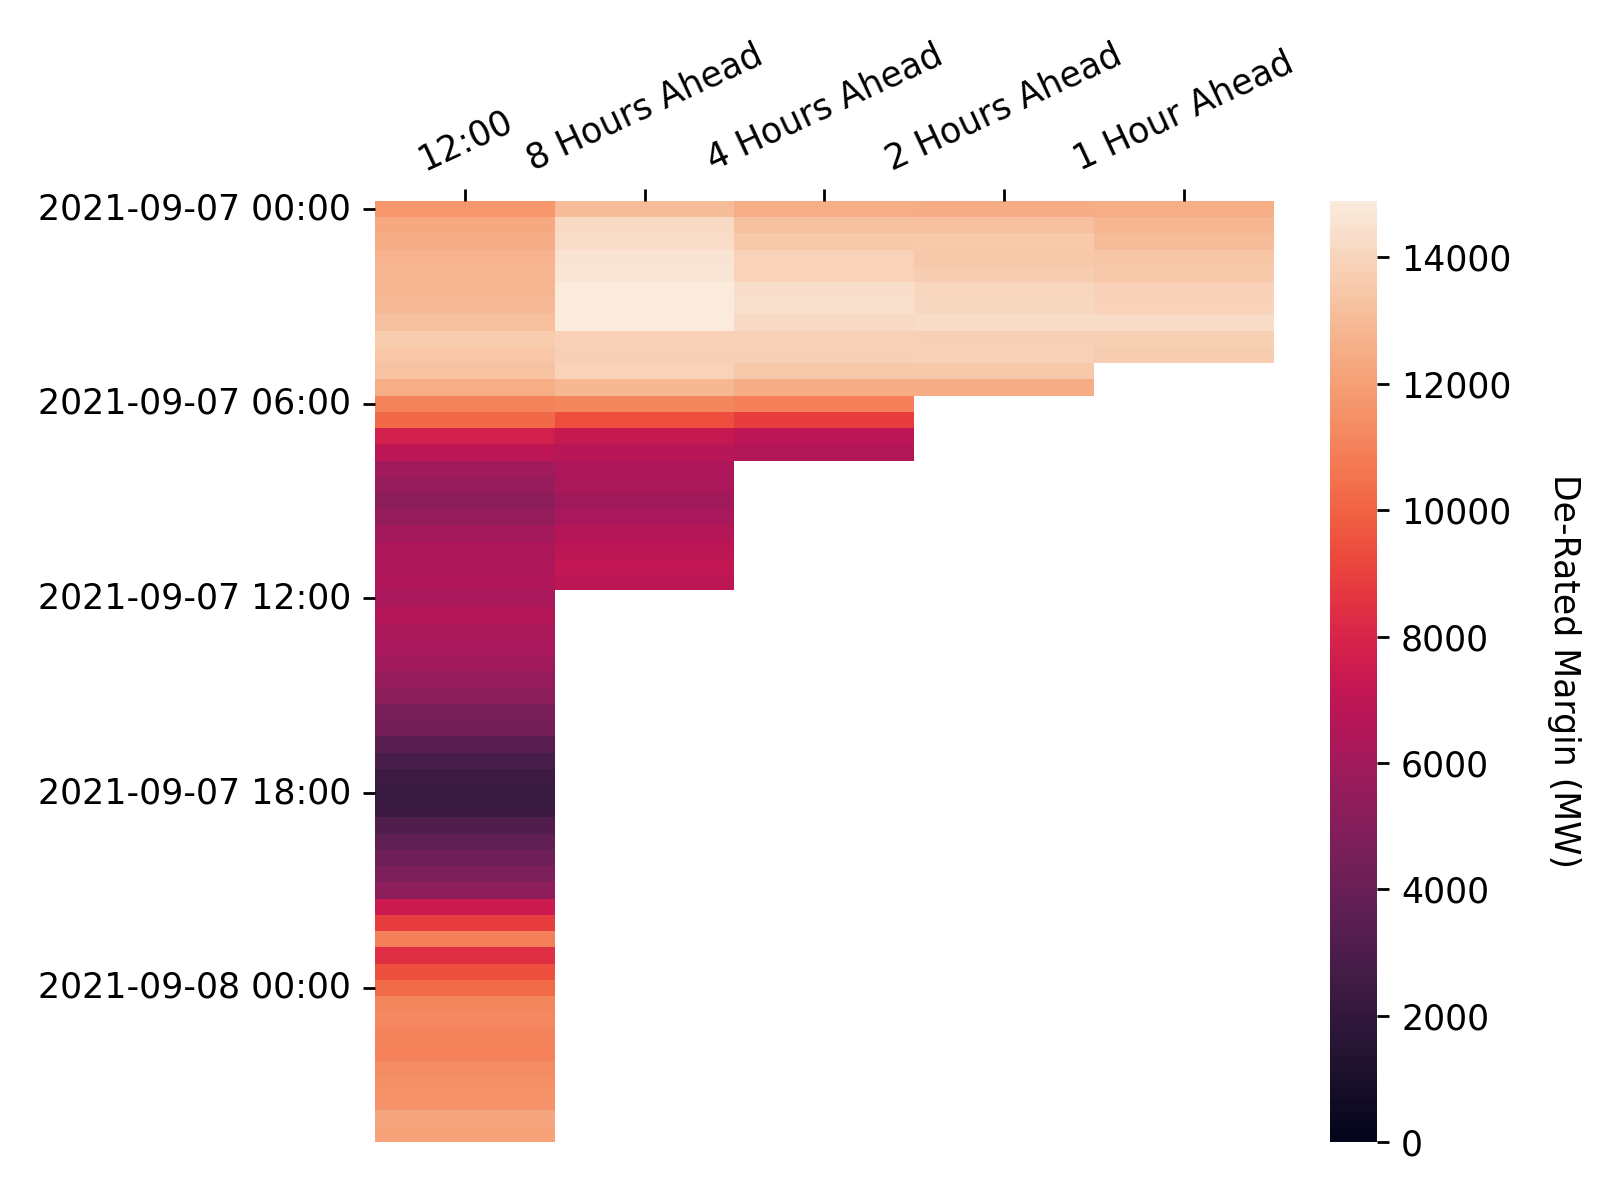 12:00
8 Hours Ahead
4 Hours Ahead
2 Hours Ahead
1 Hour Ahead
2021-09-07 00:00
2021-09-07 06:00
2021-09-07 12:00
2021-09-07 18:00
2021-09-08 00:00
14000
12000
10000
8000
6000
4000
2000
0
De-Rated Margin (MW)